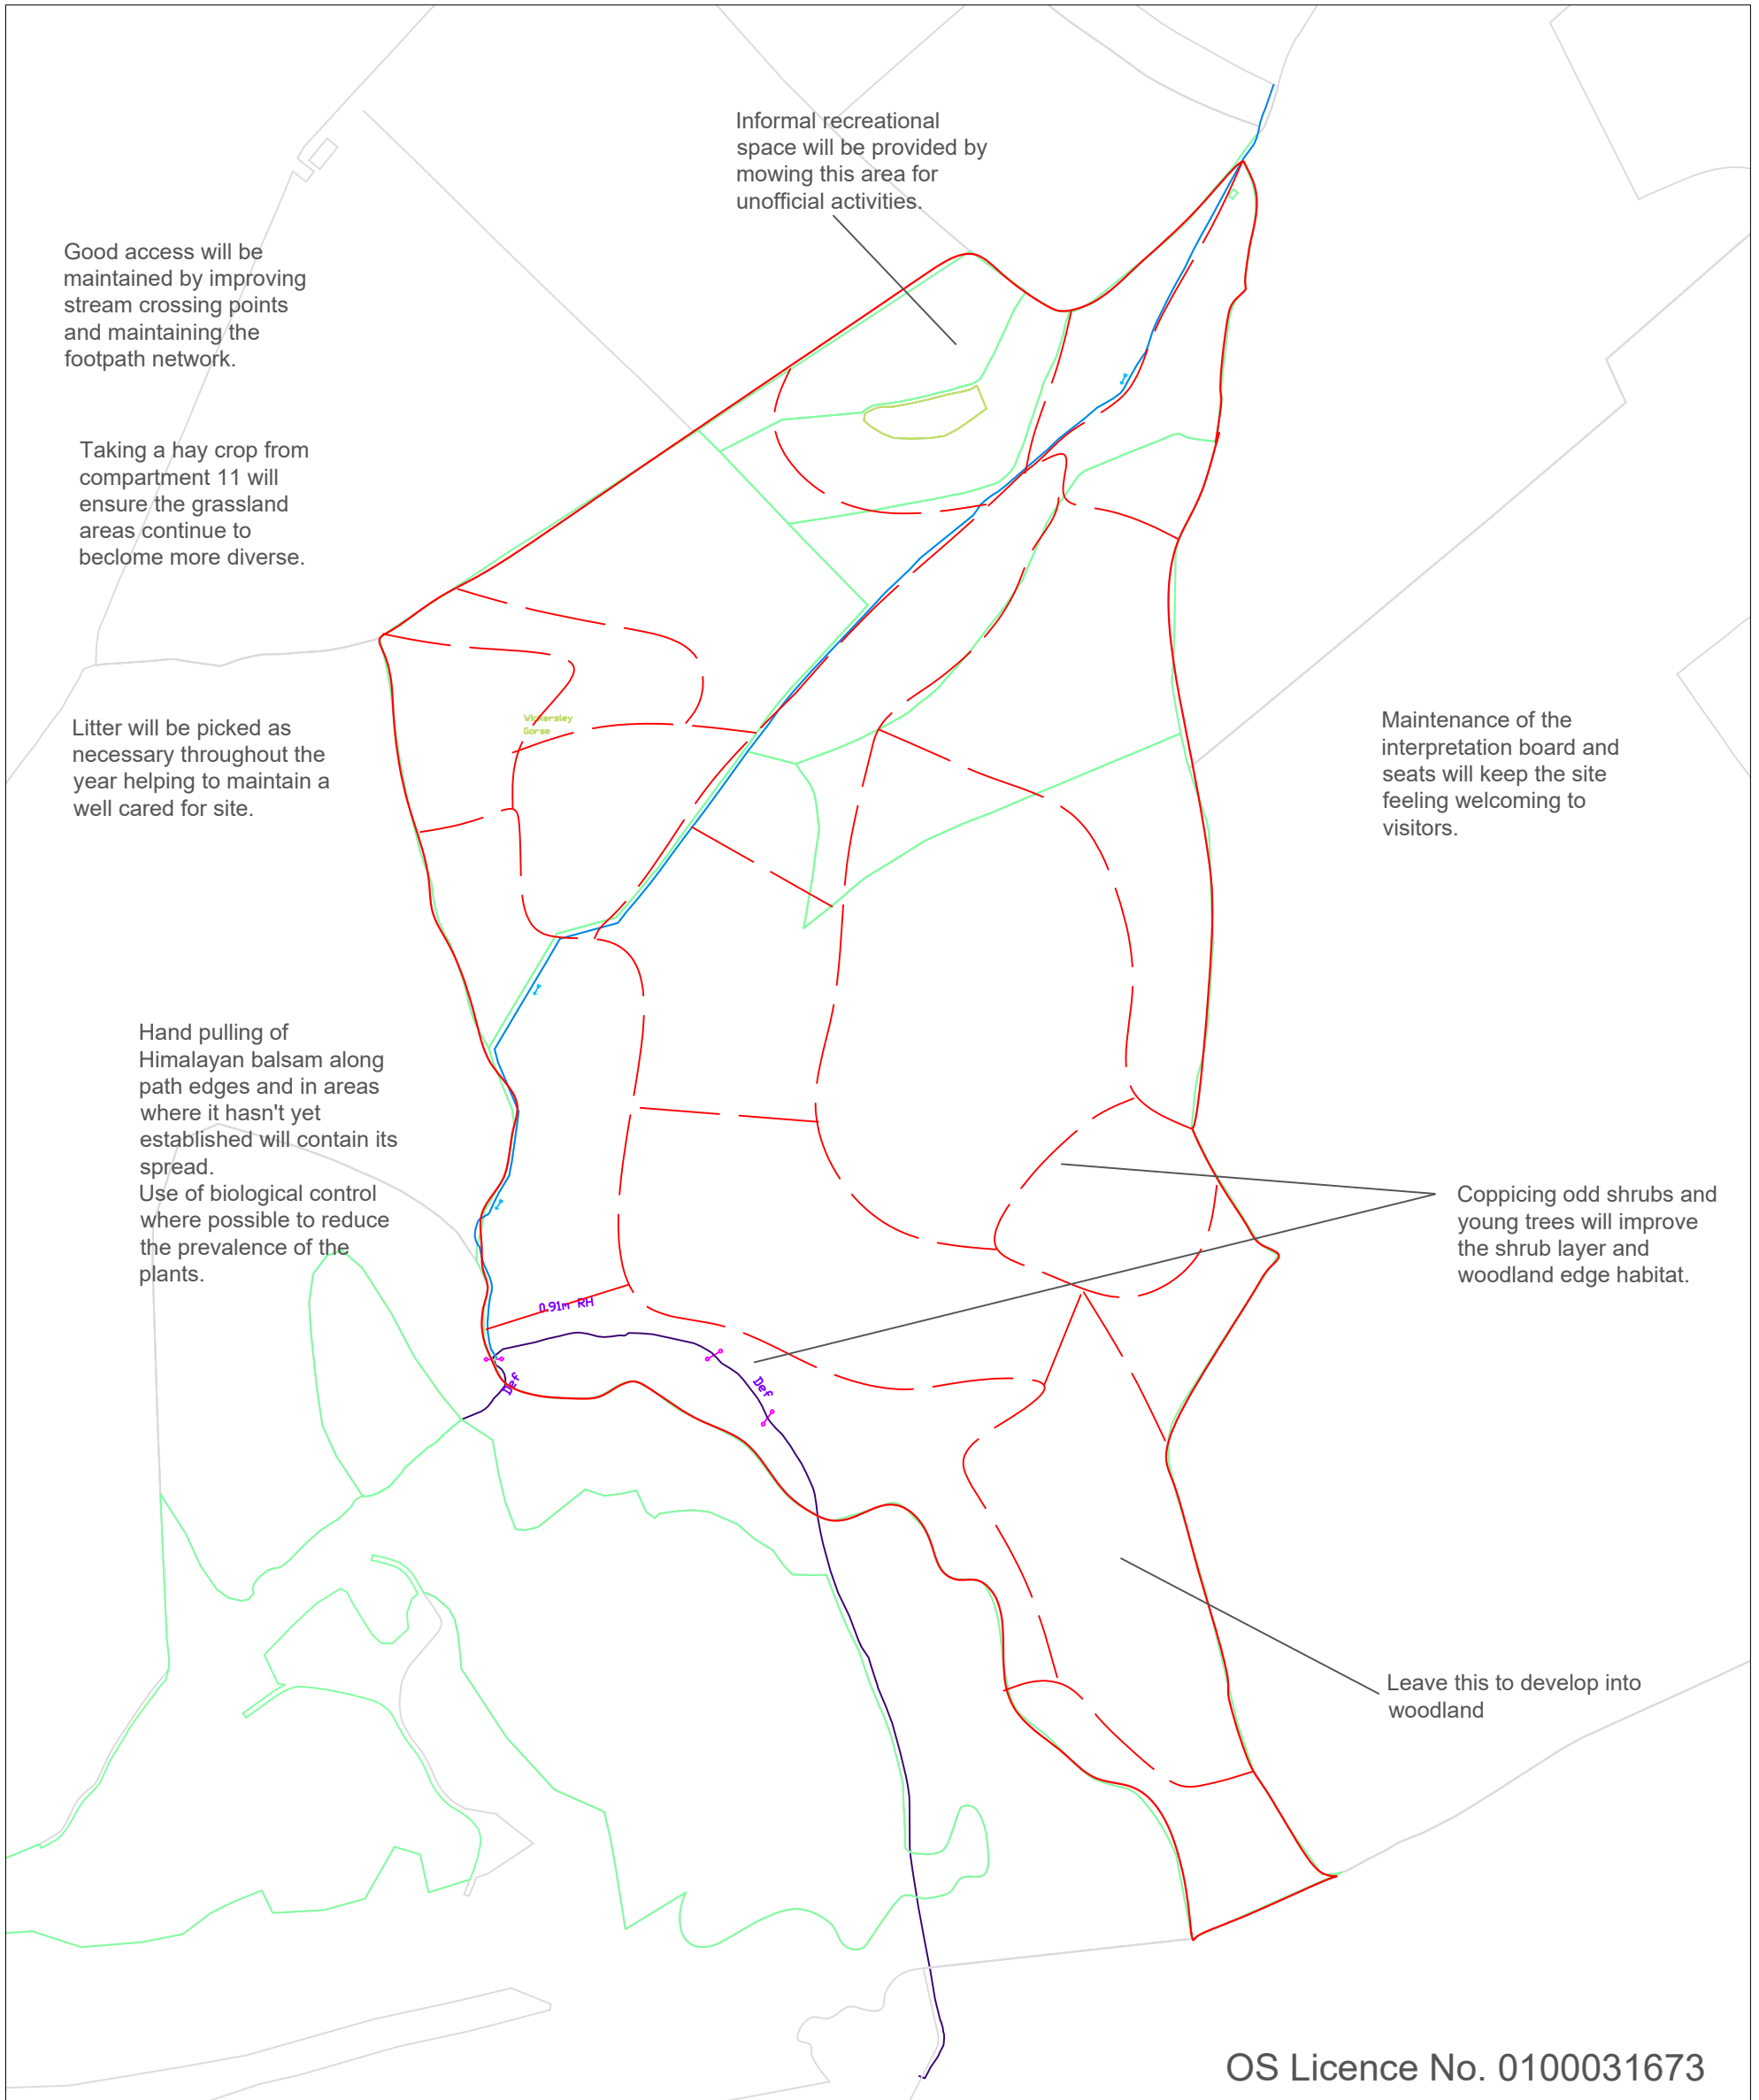 Informal recreational
space will be provided by
mowing this area for
unofficial activities.
Good access will be
maintained by improving
stream crossing points
and maintaining the
footpath network.
Taking a hay crop from
compartment 11 will
ensure the grassland
areas continue to
beclome more diverse.
Wickersley
Gorse
Litter will be picked as
necessary throughout the
year helping to maintain a
well cared for site.
Maintenance of the
interpretation board and
seats will keep the site
feeling welcoming to
visitors.
Hand pulling of
Himalayan balsam along
path edges and in areas
where it hasn't yet
established will contain its
spread.
Use of biological control
where possible to reduce
the prevalence of the
plants.
Coppicing odd shrubs and
young trees will improve
the shrub layer and
woodland edge habitat.
0.91m RH
Def
Def
Leave this to develop into
woodland
OS Licence No. 0100031673